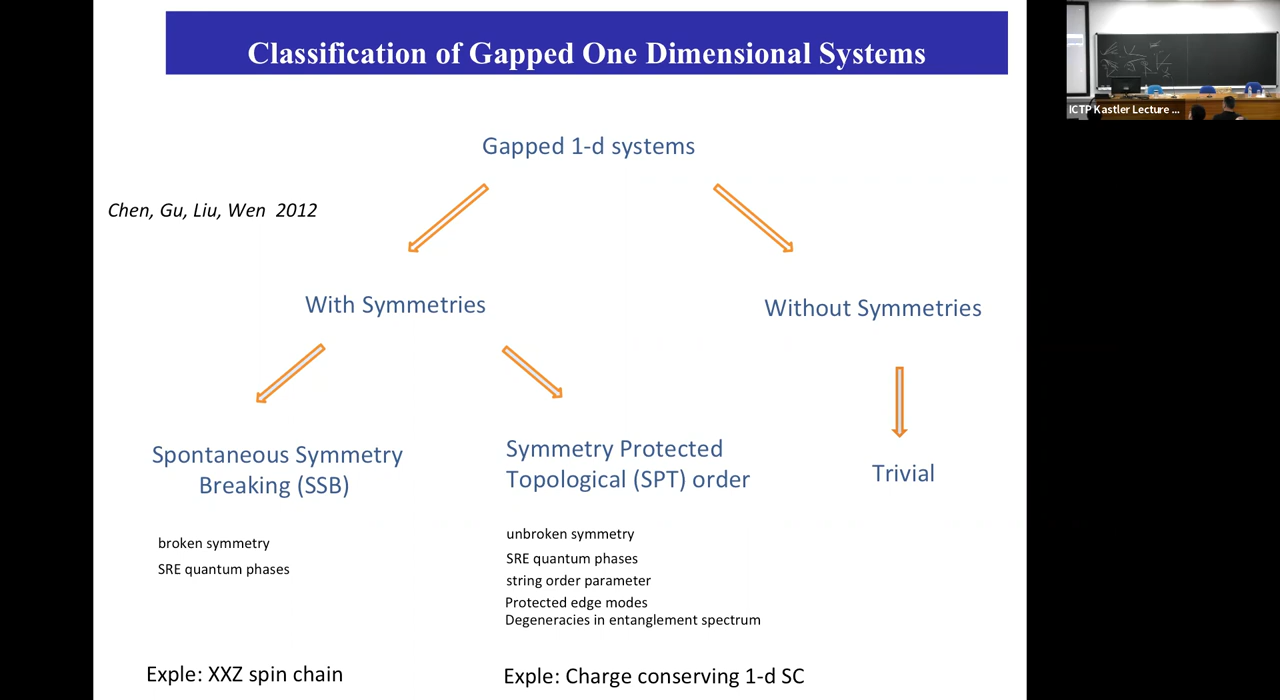 Classification of Gapped One Dimensional Systems
ICTP Kastler Lecture ...
Gapped 1-d systems
Chen, Gu, Liu, Wen 2012
With Symmetries
Without Symmetries
Spontaneous Symmetry
Breaking (SSB)
Symmetry Protected
Topological (SPT) order
Trivial
broken symmetry
SRE quantum phases
unbroken symmetry
SRE quantum phases
string order parameter
Protected edge modes
Degeneracies in entanglement spectrum
Exple: XXZ spin chain
Exple: Charge conserving 1-d SC